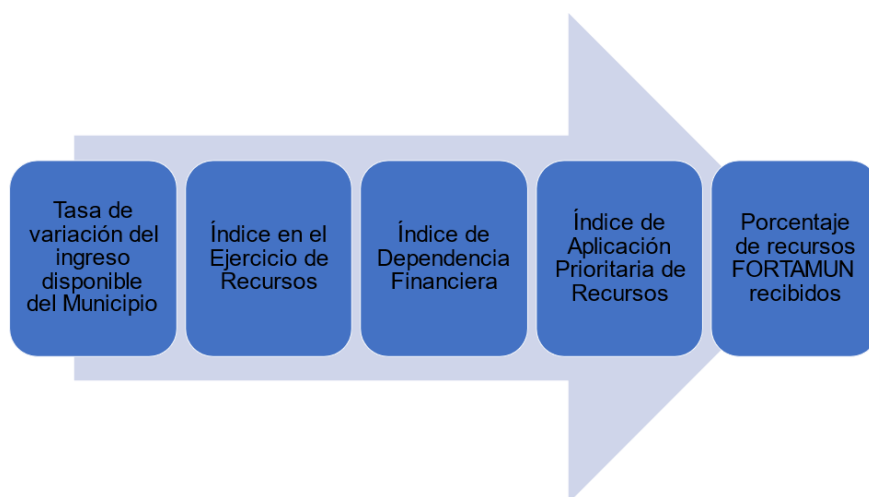 Tasa de
variación del
ingreso
disponible
del Municipio
Índice en el
Ejercicio de
Recursos
Índice de
Dependencia
Financiera
Índice de
Aplicación
Prioritaria de
Recursos
Porcentaje
de recursos
FORTAMUN
recibidos